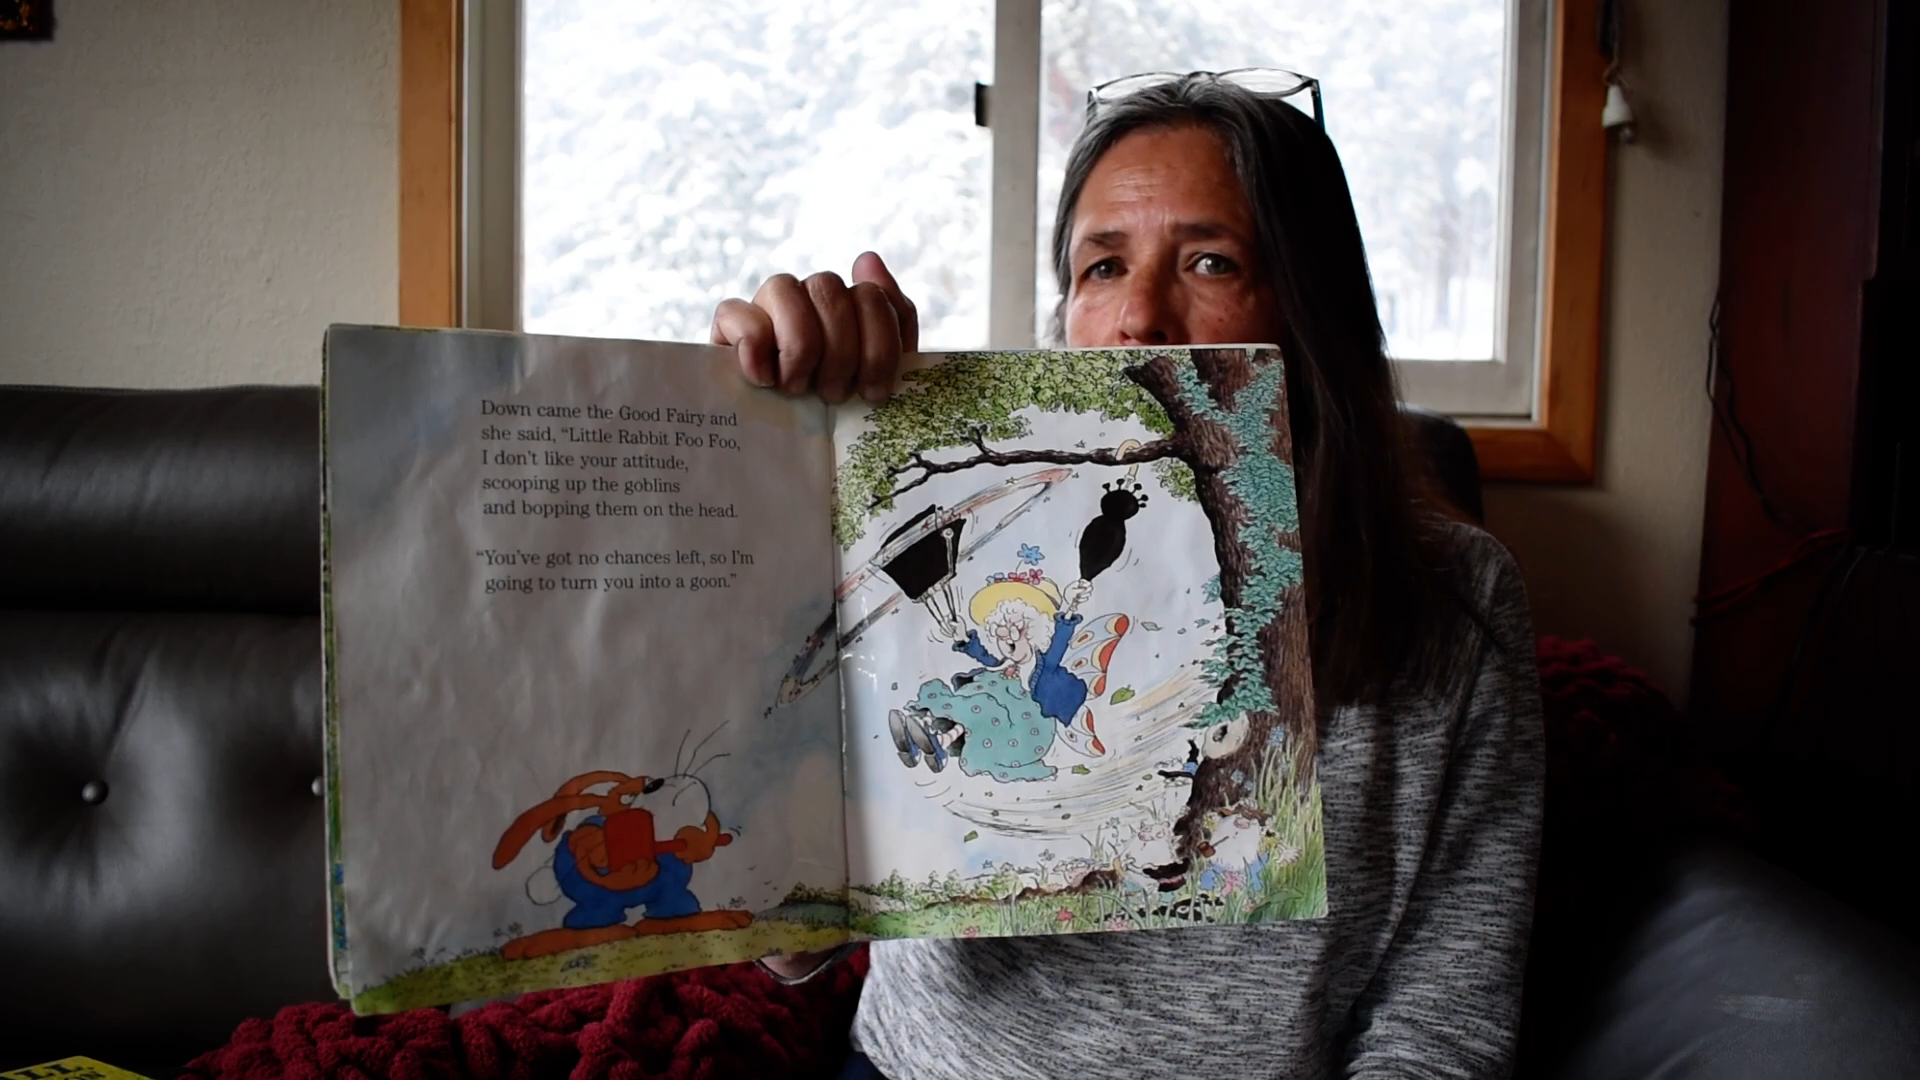 Down came the Good Fairy and
she said, “Little Rabbit Foo Foo,
I don't like your attitude,
scooping up the goblins
and bopping them on the head.
“You've got no chances left, so I'm
going to turn you into a goon.”